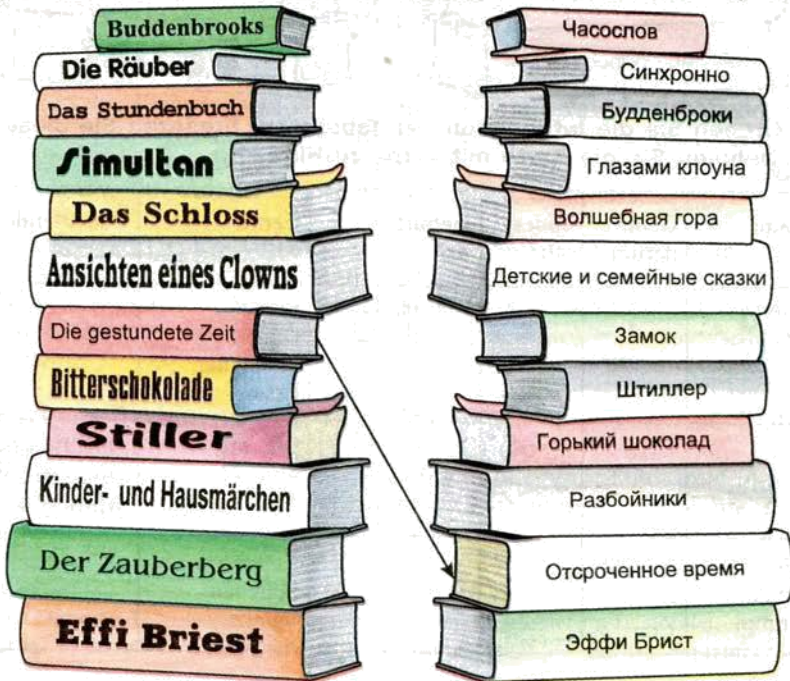 Buddenbrooks
Die Räuber
Das Stundenbuch
Simultan
Das Schloss
Ansichten eines Clowns
Die gestundete Zeit
Bitterschokolade
Stiller
Kinder- und Hausmärchen
Der Zauberberg
Effi Briest
Часослов
Синхронно
Будденброки
Глазами клоуна
Волшебная гора
Детские и семейные сказки
Замок
Штиллер
Горький шоколад
Разбойники
Отсроченное время
Эффи Брист